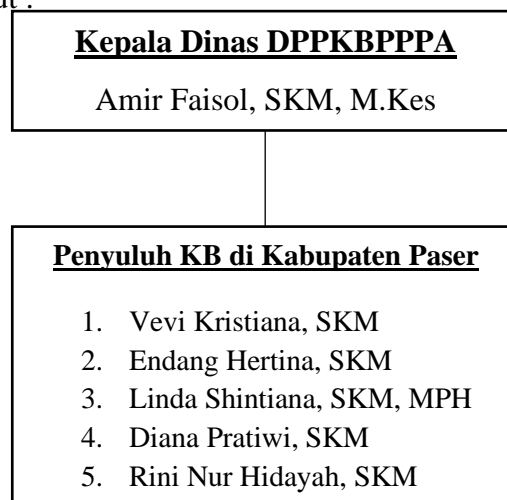 ut :
Kepala Dinas DPPKBPPPA
Amir Faisol, SKM, M.Kes
Penyuluh KB di Kabupaten Paser
1. Vevi Kristiana, SKM
2. Endang Hertina, SKM
3. Linda Shintiana, SKM, MPH
4. Diana Pratiwi, SKM
5. Rini Nur Hidayah, SKM